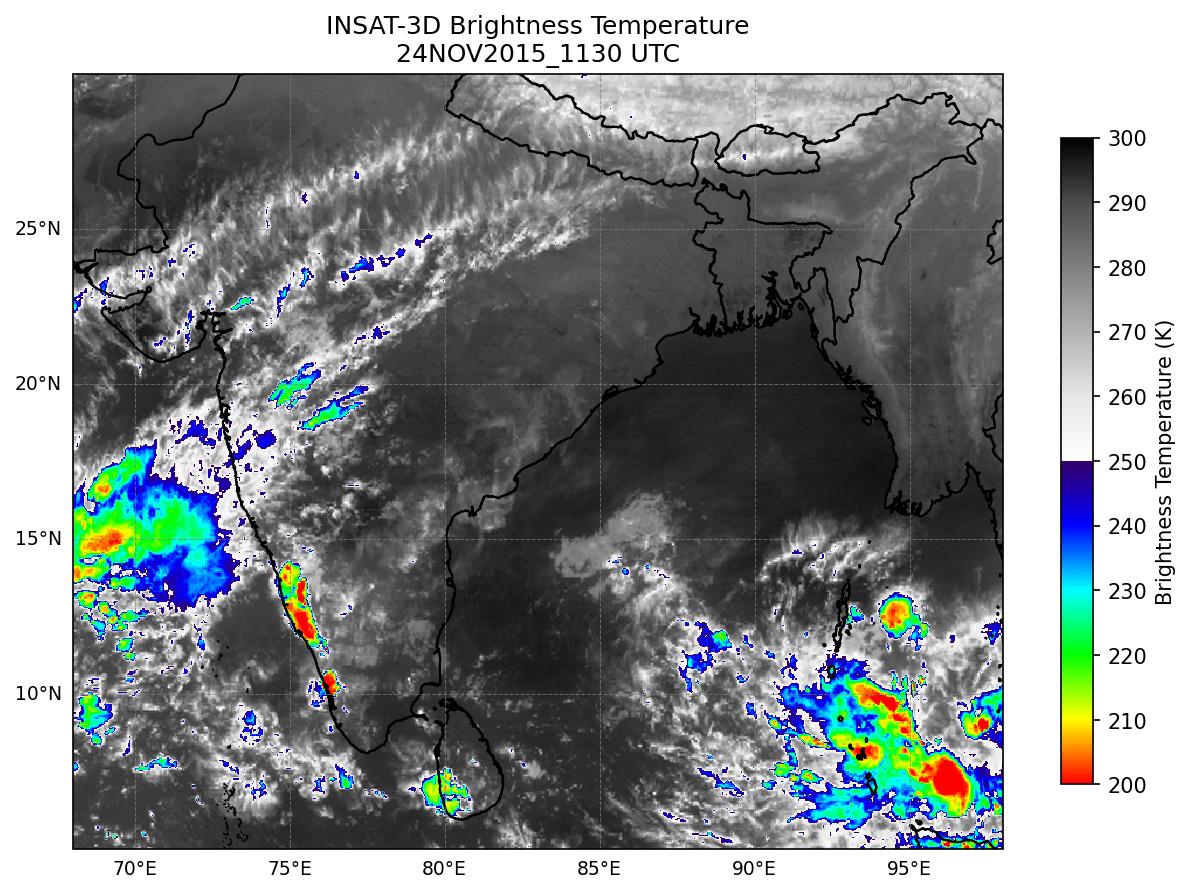 INSAT-3D Brightness Temperature
24NOV2015_1130 UTC
25°N
20°N
15°N
10°N
70°E
75°E
80°E
85°E
90°E
95°E
300
290
280
270
260
250
240
230
220
210
200
Brightness Temperature (K)